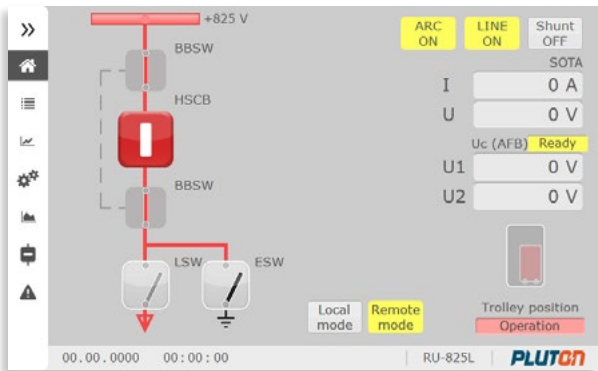 +825 V
BBSW
HSCB
BBSW
LSW
ESW
ARC
ON
LINE
ON
Shunt
OFF
SOTA
I 0 A
U 0 V
Uc (AFB) Ready
U1 0 V
U2 0 V
Local
mode
Remote
mode
Trolley position
Operation
00.00.0000 00:00:00 RU-825L PLUTON